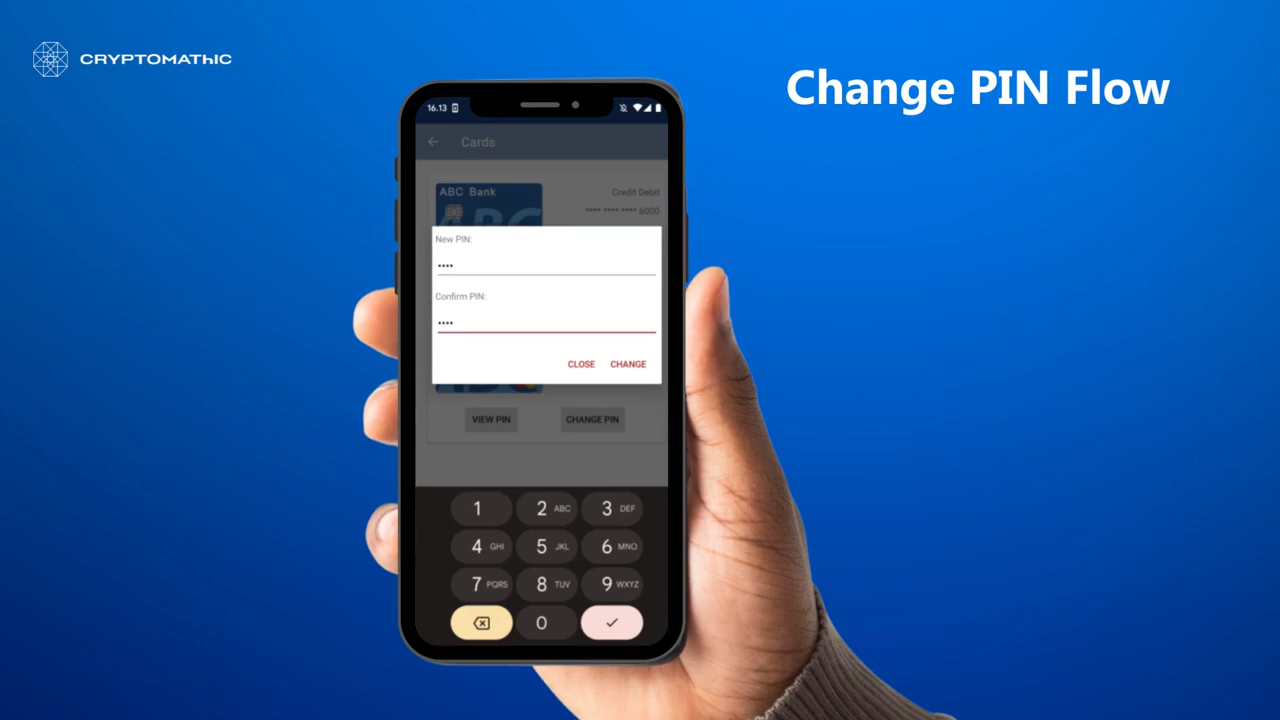 CRYPTOMATHIC
Change PIN Flow
16.13
Cards
ABC Bank
Credit Debit
•••• •••• •••• 6000
New PIN:
••••
Confirm PIN:
••••
CLOSE CHANGE
VIEW PIN CHANGE PIN
1 2 ABC 3 DEF
4 GHI 5 JKL 6 MNO
7 PQRS 8 TUV 9 WXYZ
0